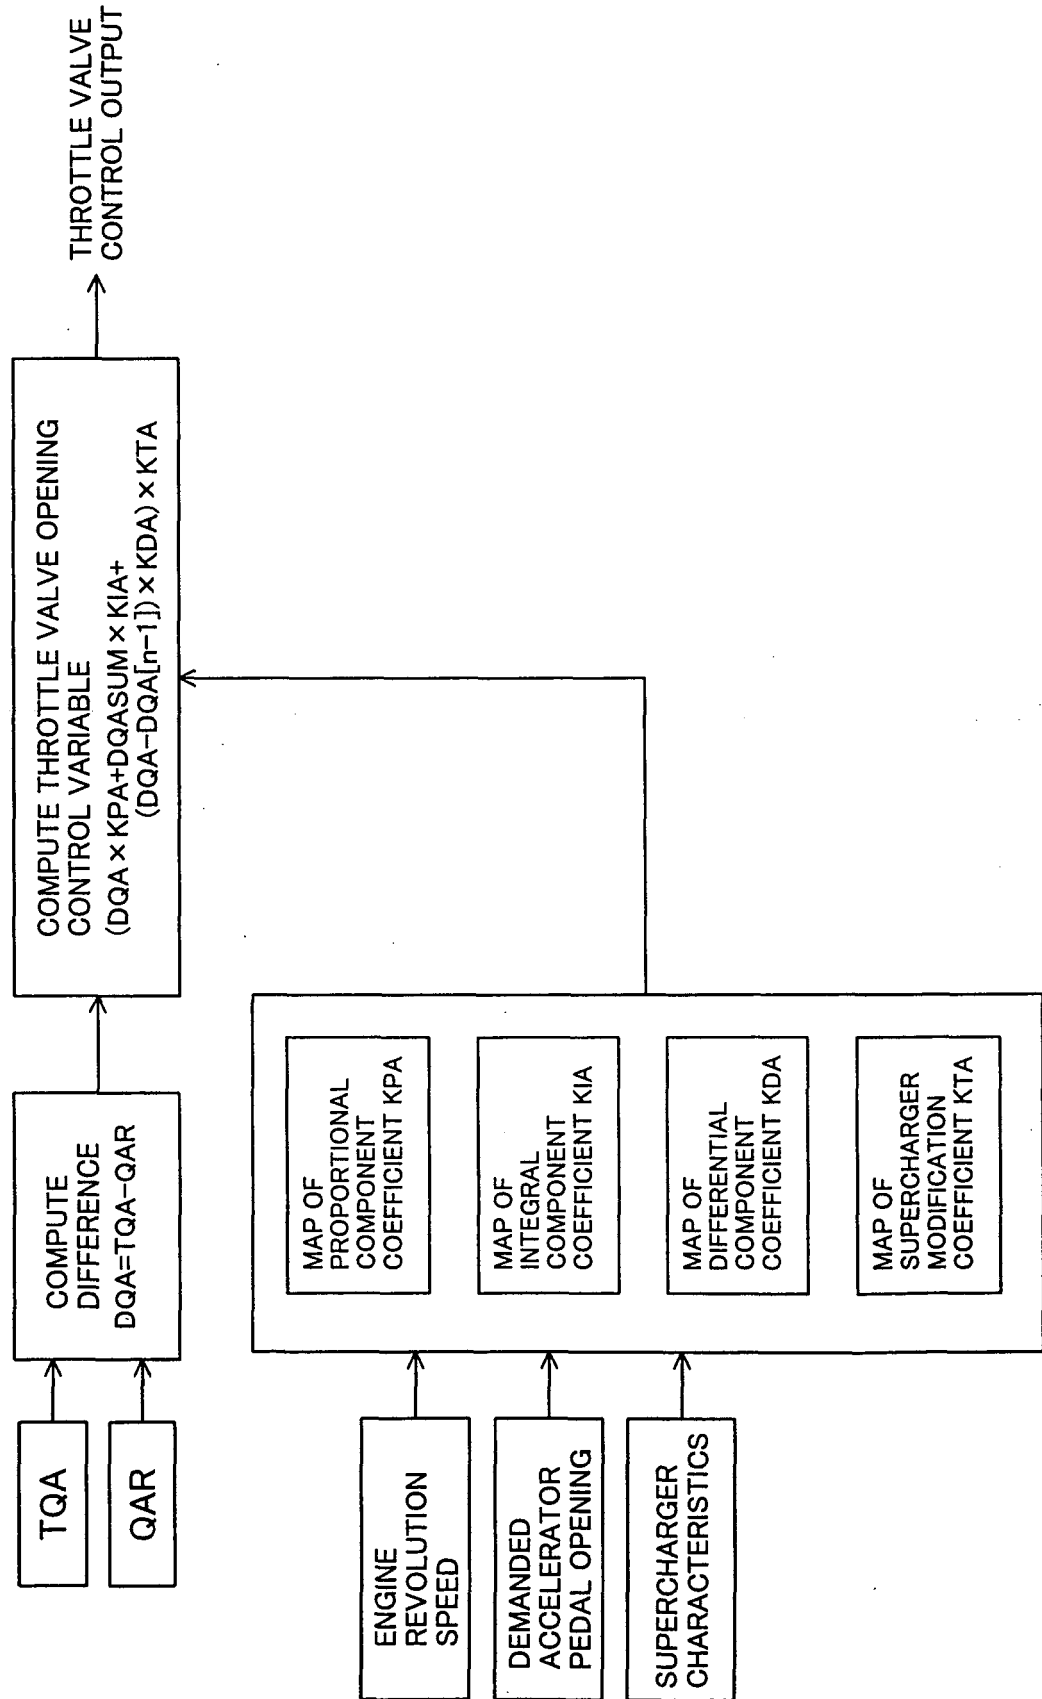 TQA
QAR
COMPUTE
DIFFERENCE
DQA=TQA-QAR
COMPUTE THROTTLE VALVE OPENING
CONTROL VARIABLE
(DQA×KPA+DQASUM×KIA+
(DQA-DQA[n-1])×KDA)×KTA
THROTTLE VALVE
CONTROL OUTPUT
ENGINE
REVOLUTION
SPEED
DEMANDED
ACCELERATOR
PEDAL OPENING
SUPERCHARGER
CHARACTERISTICS
MAP OF
PROPORTIONAL
COMPONENT
COEFFICIENT KPA
MAP OF
INTEGRAL
COMPONENT
COEFFICIENT KIA
MAP OF
DIFFERENTIAL
COMPONENT
COEFFICIENT KDA
MAP OF
SUPERCHARGER
MODIFICATION
COEFFICIENT KTA